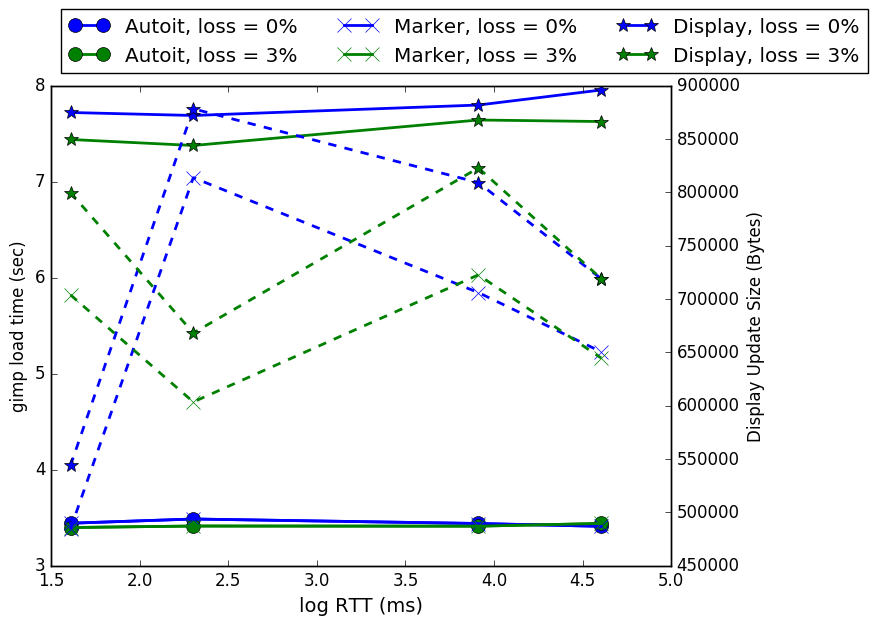 Autoit, loss = 0% Marker, loss = 0% Display, loss = 0%
Autoit, loss = 3% Marker, loss = 3% Display, loss = 3%
8 900000
850000
7 800000
750000
6 700000
650000
5 600000
550000
4 500000
3 450000
gimp load time (sec)
Display Update Size (Bytes)
1.5 2.0 2.5 3.0 3.5 4.0 4.5 5.0
log RTT (ms)